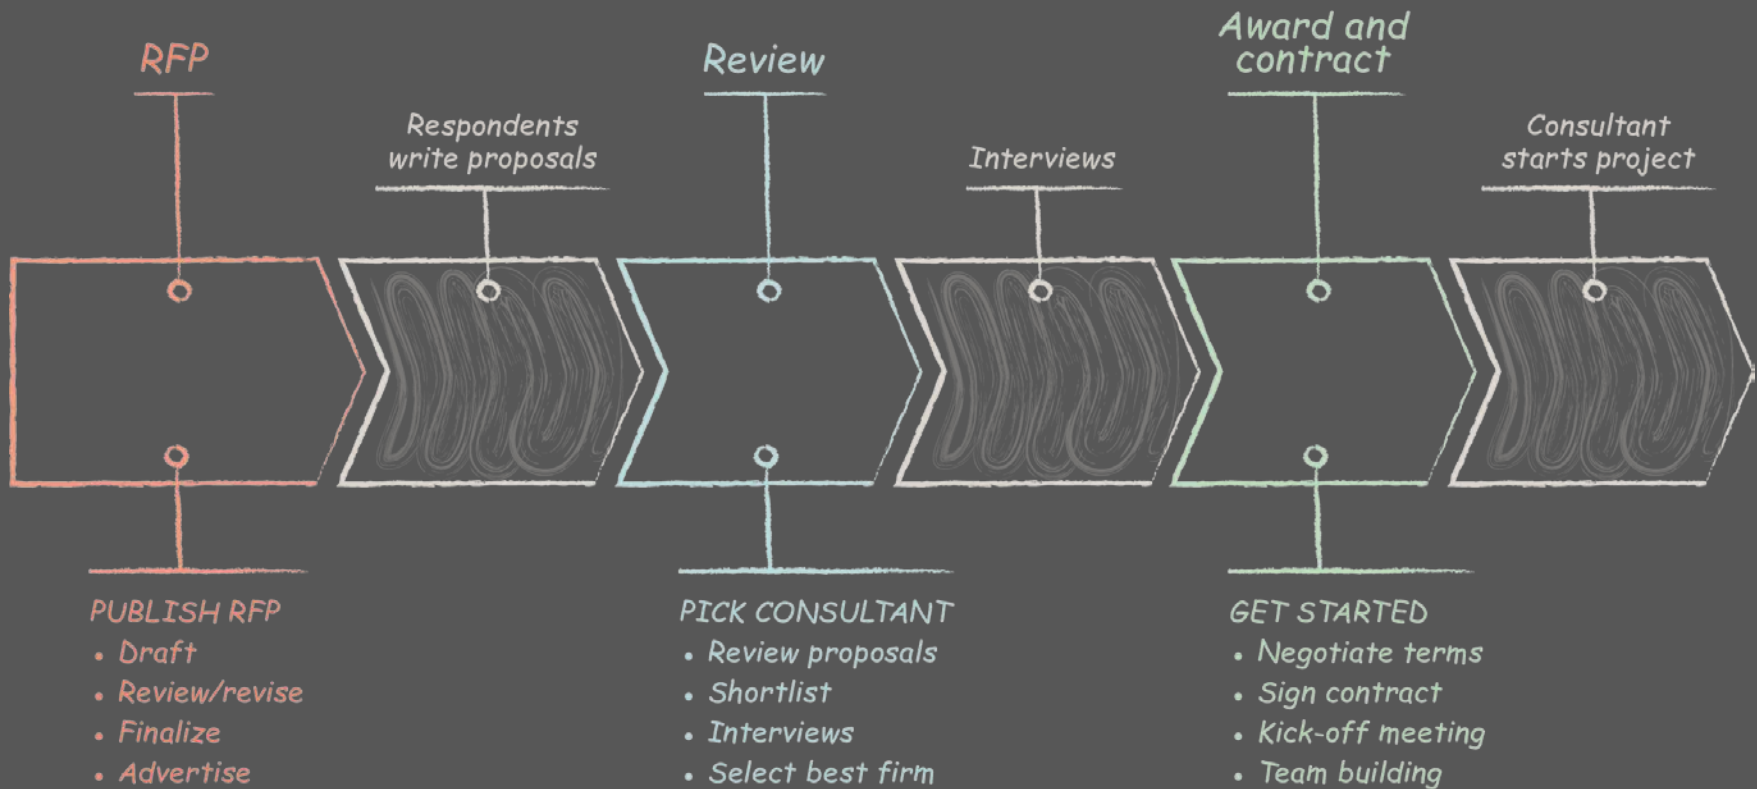 RFP
Respondents
write proposals
Review
Interviews
Award and
contract
Consultant
starts project
PUBLISH RFP
• Draft
• Review/revise
• Finalize
• Advertise
PICK CONSULTANT
• Review proposals
• Shortlist
• Interviews
• Select best firm
GET STARTED
• Negotiate terms
• Sign contract
• Kick-off meeting
• Team building